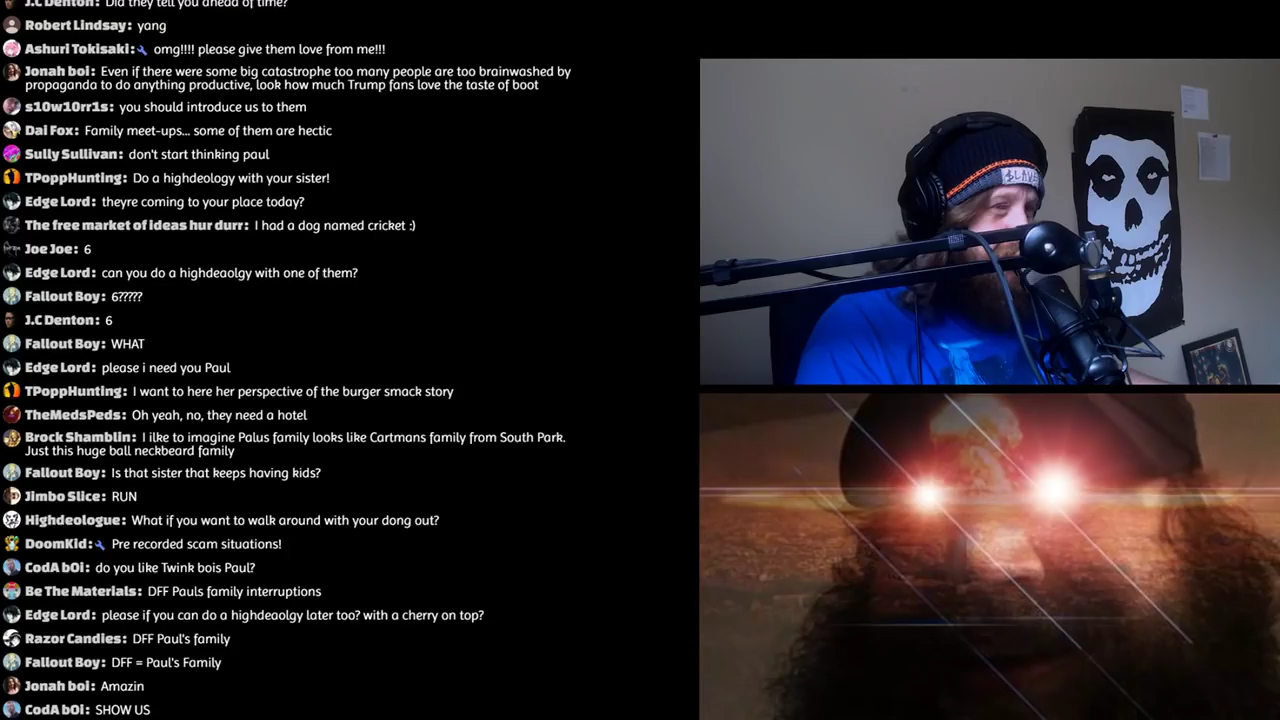 J.C Denton: Did they tell you ahead of time?
Robert Lindsay: yang
Ashuri Tokisaki: omg!!!! please give them love from me!!!
Jonah boi: Even if there were some big catastrophe too many people are too brainwashed by
propaganda to do anything productive, look how much Trump fans love the taste of boot
s10w10rr1s: you should introduce us to them
Dai Fox: Family meet-ups... some of them are hectic
Sully Sullivan: don't start thinking paul
TPoppHunting: Do a highdeology with your sister!
Edge Lord: theyre coming to your place today?
The free market of ideas hur durr: I had a dog named cricket :)
Joe Joe: 6
Edge Lord: can you do a highdeaolgy with one of them?
Fallout Boy: 6?????
J.C Denton: 6
Fallout Boy: WHAT
Edge Lord: please i need you Paul
TPoppHunting: I want to here her perspective of the burger smack story
TheMedsPeds: Oh yeah, no, they need a hotel
Brock Shamblin: I ilke to imagine Palus family looks like Cartmans family from South Park.
Just this huge ball neckbeard family
Fallout Boy: Is that sister that keeps having kids?
Jimbo Slice: RUN
Highdeologue: What if you want to walk around with your dong out?
DoomKid: Pre recorded scam situations!
CodA bOi: do you like Twink bois Paul?
Be The Materials: DFF Pauls family interruptions
Edge Lord: please if you can do a highdeaolgy later too? with a cherry on top?
Razor Candies: DFF Paul's family
Fallout Boy: DFF = Paul's Family
Jonah boi: Amazin
CodA bOi: SHOW US